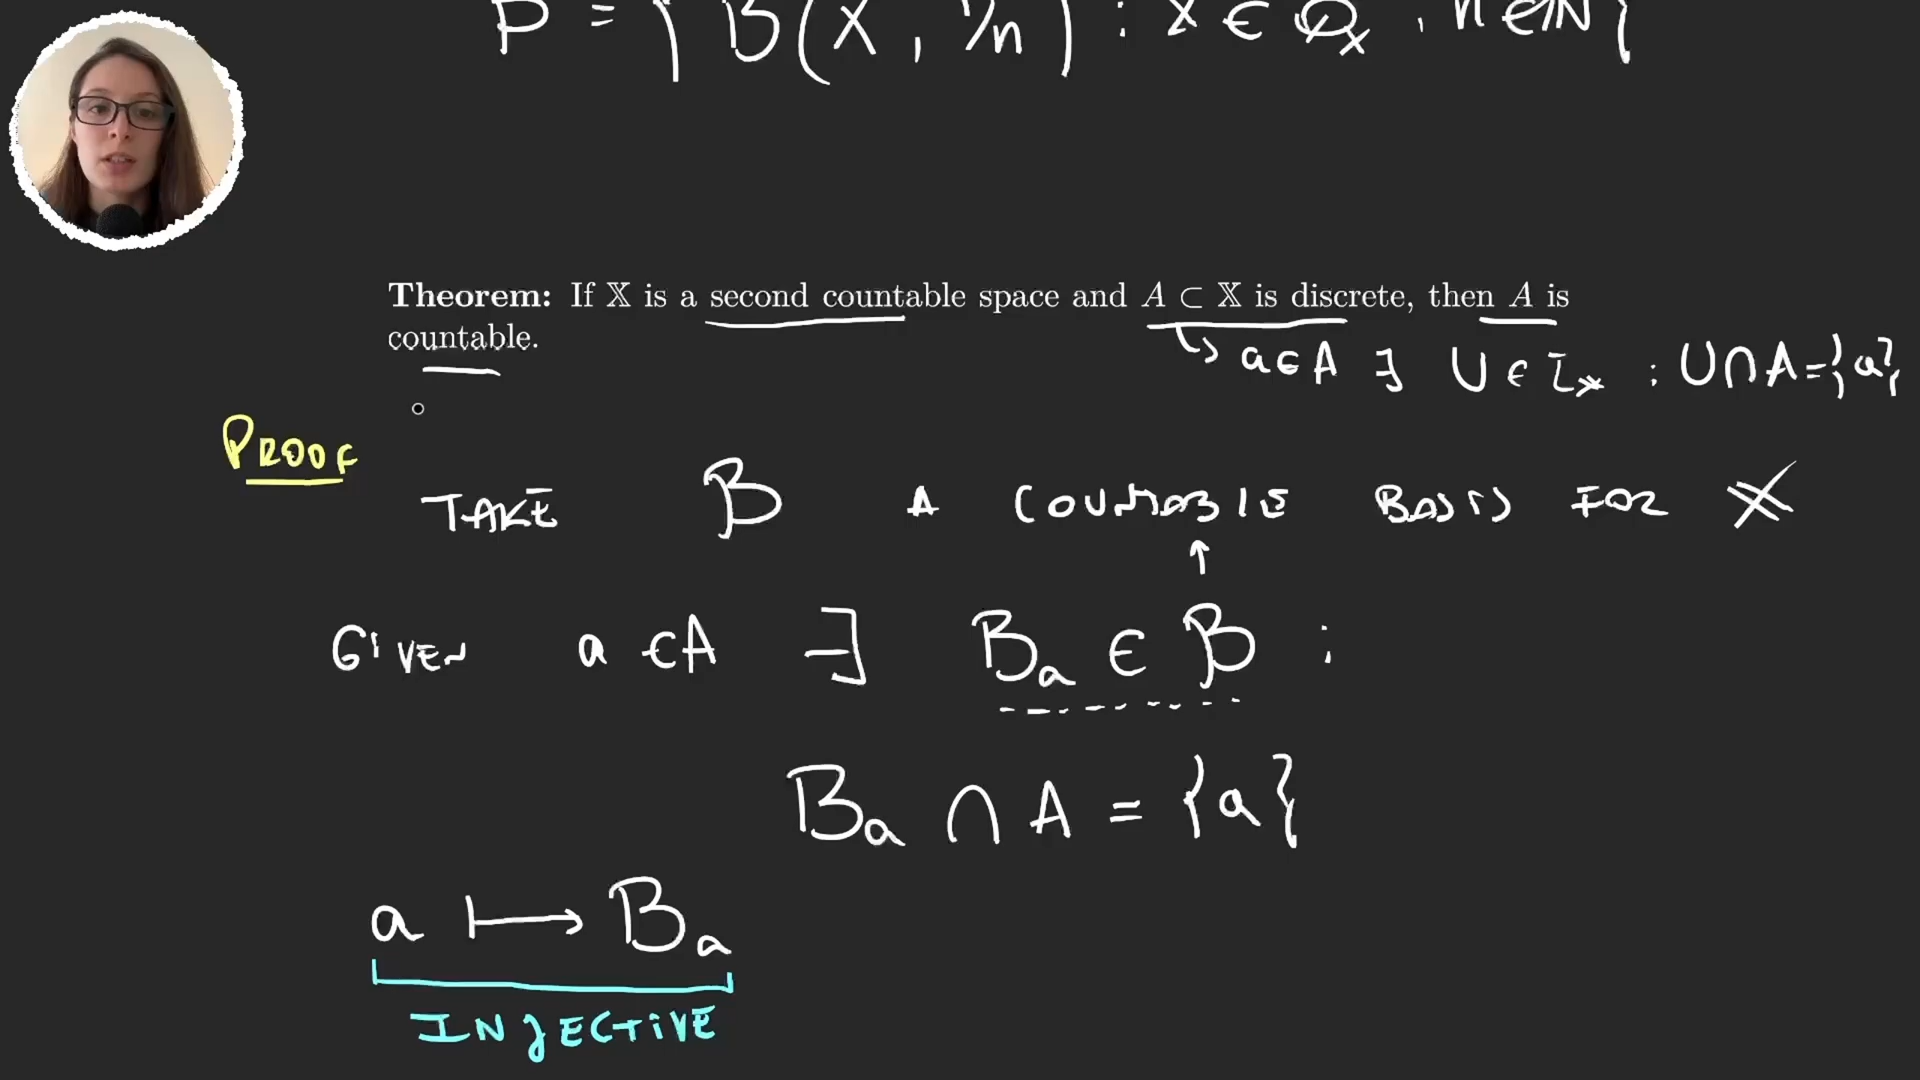 B = { B(x, 1/n) : x ∈ Q_X, n ∈ ℕ }
Theorem: If 𝕏 is a second countable space and A ⊂ 𝕏 is discrete, then A is
countable.
↳ a ∈ A ∃ U ∈ τ_𝕏 : U ∩ A = {a}
PROOF
TAKE B A COUNTABLE BASIS FOR 𝕏
↑
GIVEN a ∈ A ∃ B_a ∈ B :
B_a ∩ A = {a}
a ⟼ B_a
INJECTIVE